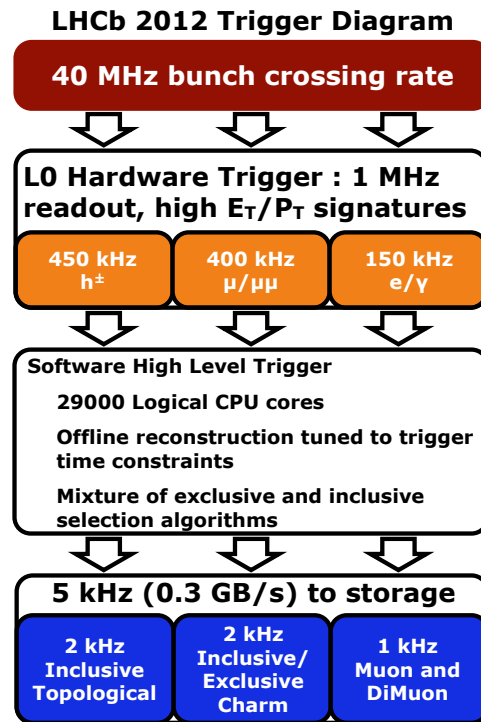 LHCb 2012 Trigger Diagram
40 MHz bunch crossing rate
L0 Hardware Trigger : 1 MHz
readout, high E_T/P_T signatures
450 kHz
h±
400 kHz
µ/µµ
150 kHz
e/γ
Software High Level Trigger
29000 Logical CPU cores
Offline reconstruction tuned to trigger
time constraints
Mixture of exclusive and inclusive
selection algorithms
5 kHz (0.3 GB/s) to storage
2 kHz
Inclusive
Topological
2 kHz
Inclusive/
Exclusive
Charm
1 kHz
Muon and
DiMuon